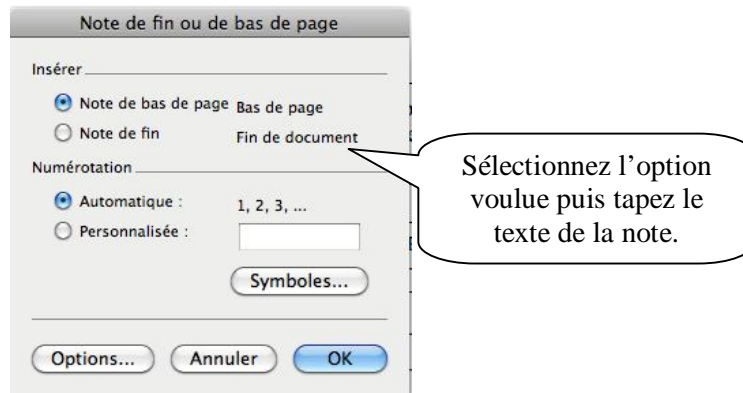 Note de fin ou de bas de page
Insérer
Note de bas de page Bas de page
Note de fin Fin de document
Numérotation
Automatique : 1, 2, 3, ...
Personnalisée :
Symboles...
Options... Annuler OK
Sélectionnez l’option
voulue puis tapez le
texte de la note.